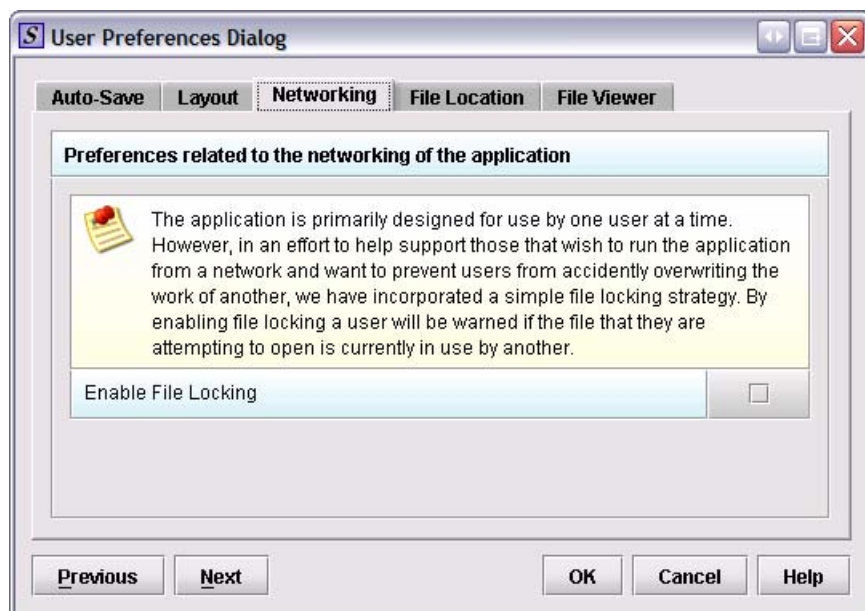 S User Preferences Dialog
Auto-Save Layout Networking File Location File Viewer
Preferences related to the networking of the application
The application is primarily designed for use by one user at a time.
However, in an effort to help support those that wish to run the application
from a network and want to prevent users from accidently overwriting the
work of another, we have incorporated a simple file locking strategy. By
enabling file locking a user will be warned if the file that they are
attempting to open is currently in use by another.
Enable File Locking
Previous Next OK Cancel Help